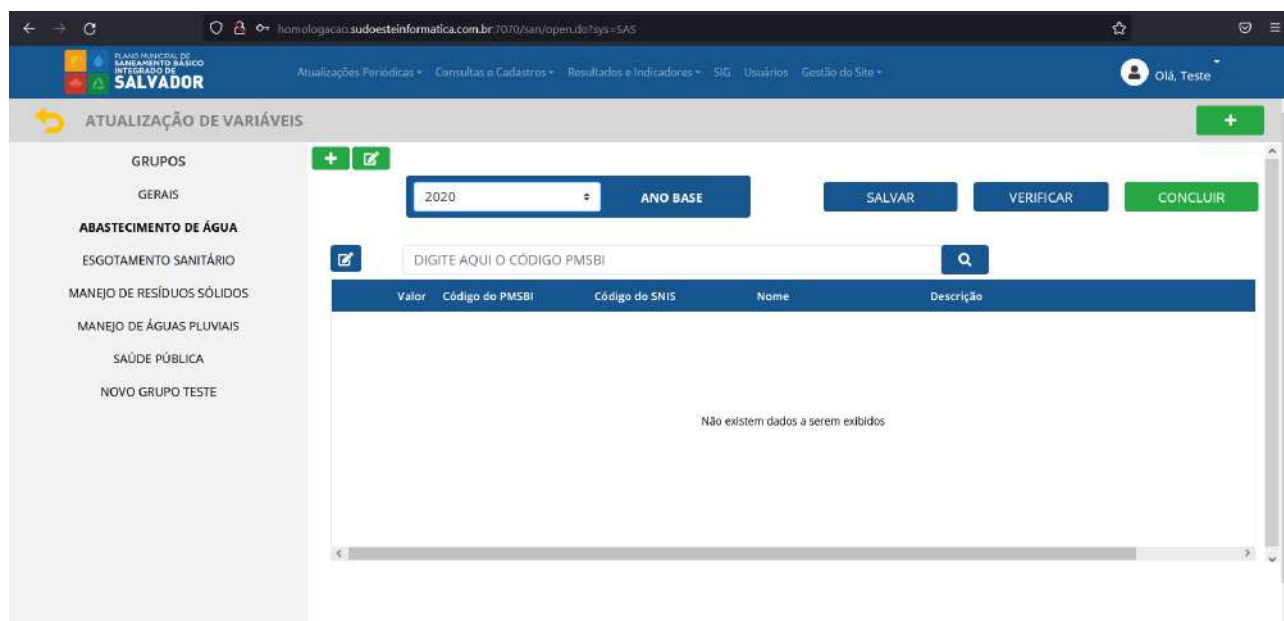 homologacao.sudoesteinformatica.com.br:7070/san/open.do?sys=SAS
PLANO MUNICIPAL DE
SANEAMENTO BÁSICO
INTEGRADO DE
SALVADOR
Atualizações Periódicas Consultas e Cadastros Resultados e Indicadores SIG Usuários Gestão do Site
Olá, Teste
ATUALIZAÇÃO DE VARIÁVEIS
+
GRUPOS
GERAIS
ABASTECIMENTO DE ÁGUA
ESGOTAMENTO SANITÁRIO
MANEJO DE RESÍDUOS SÓLIDOS
MANEJO DE ÁGUAS PLUVIAIS
SAÚDE PÚBLICA
NOVO GRUPO TESTE
+
2020 ANO BASE SALVAR VERIFICAR CONCLUIR
DIGITE AQUI O CÓDIGO PMSBI
Valor Código do PMSBI Código do SNIS Nome Descrição
Não existem dados a serem exibidos